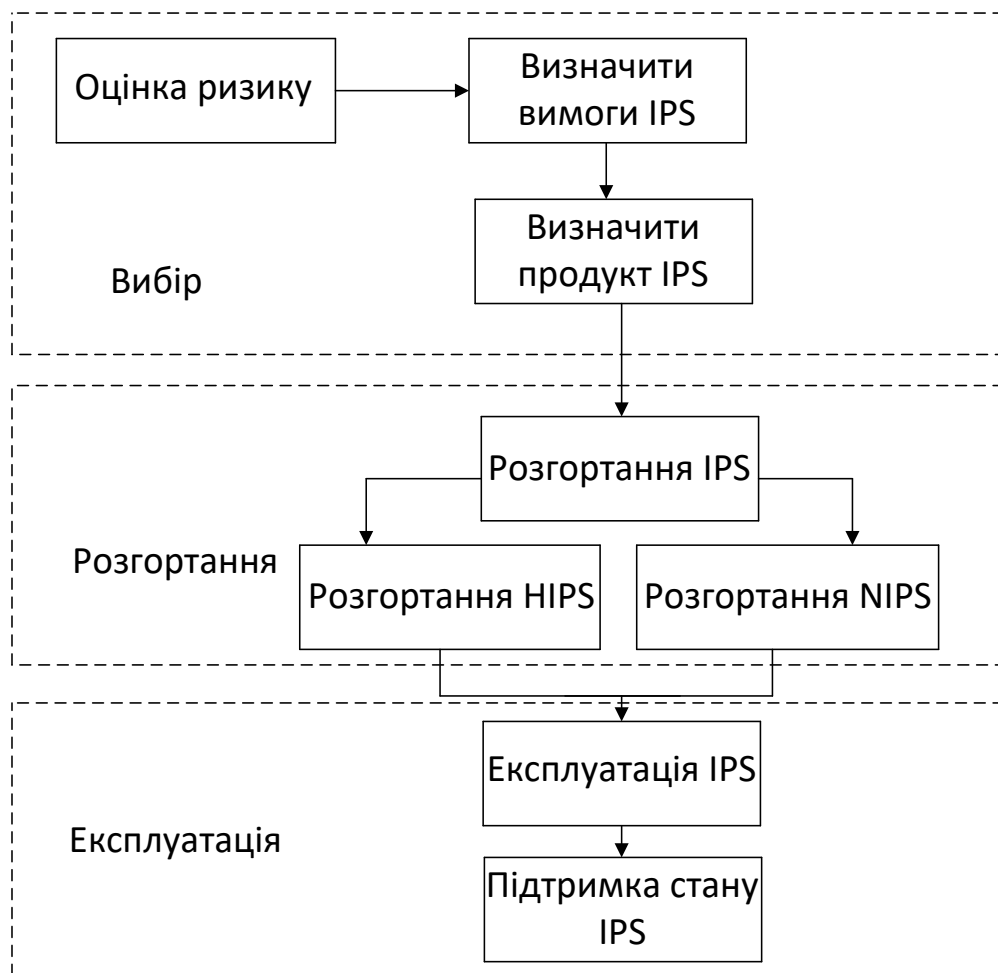 Оцінка ризику
Визначити
вимоги IPS
Визначити
продукт IPS
Вибір
Розгортання IPS
Розгортання
Розгортання HIPS
Розгортання NIPS
Експлуатація IPS
Експлуатація
Підтримка стану
IPS